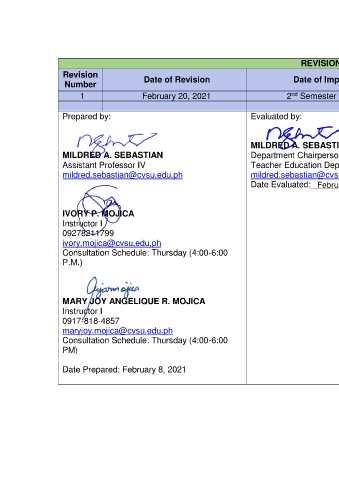 REVISION
Revision Number
Date of Revision
Date of Imp
1
February 20, 2021
2nd Semester
Prepared by:
MILDRED A. SEBASTIAN
Assistant Professor IV
mildred.sebastian@cvsu.edu.ph
IVORY P. MOJICA
Instructor I
09278211799
ivory.mojica@cvsu.edu.ph
Consultation Schedule: Thursday (4:00-6:00
P.M.)
MARY JOY ANGELIQUE R. MOJICA
Instructor I
0917-818-4857
maryjoy.mojica@cvsu.edu.ph
Consultation Schedule: Thursday (4:00-6:00
PM)
Date Prepared: February 8, 2021
Evaluated by:
MILDRED A. SEBASTI
Department Chairperso
Teacher Education Dep
mildred.sebastian@cvs
Date Evaluated: Febru